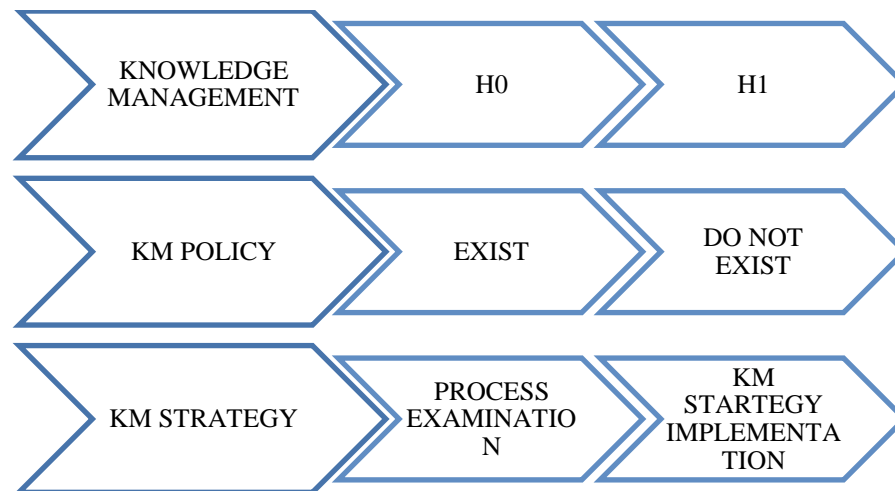 KNOWLEDGE
MANAGEMENT
H0
H1
KM POLICY
EXIST
DO NOT
EXIST
KM STRATEGY
PROCESS
EXAMINATIO
N
KM
STARTEGY
IMPLEMENTA
TION